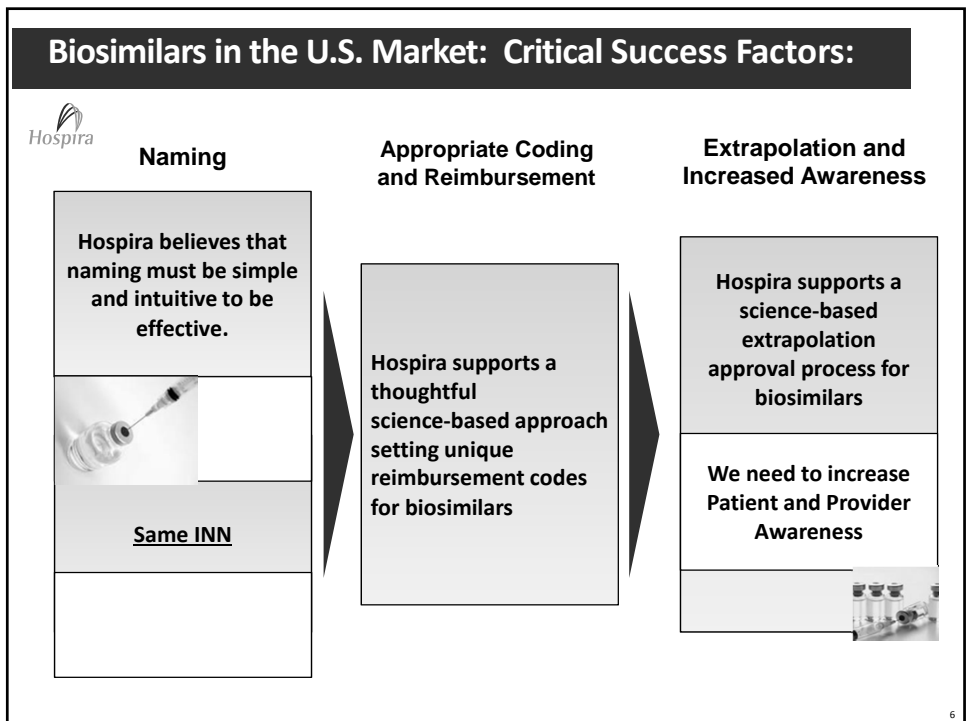 Biosimilars in the U.S. Market: Critical Success Factors:
Hospira
Naming
Hospira believes that
naming must be simple
and intuitive to be
effective.
Same INN
Appropriate Coding
and Reimbursement
Hospira supports a
thoughtful
science-based approach
setting unique
reimbursement codes
for biosimilars
Extrapolation and
Increased Awareness
Hospira supports a
science-based
extrapolation
approval process for
biosimilars
We need to increase
Patient and Provider
Awareness
6